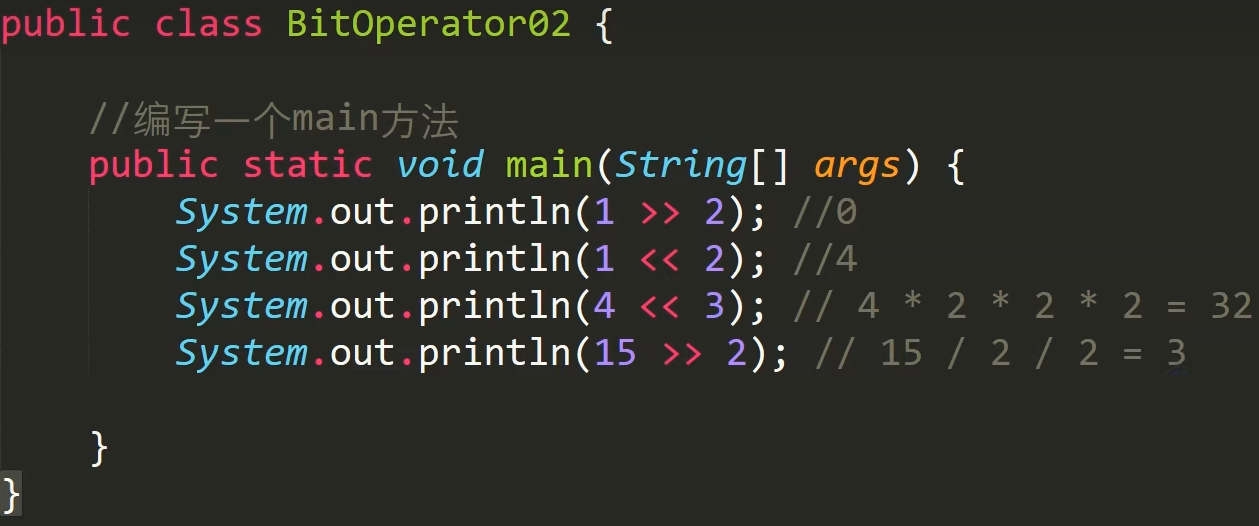 public class BitOperator02 {
//编写一个main方法
public static void main(String[] args) {
System.out.println(1 >> 2); //0
System.out.println(1 << 2); //4
System.out.println(4 << 3); // 4 * 2 * 2 * 2 = 32
System.out.println(15 >> 2); // 15 / 2 / 2 = 3
}
}